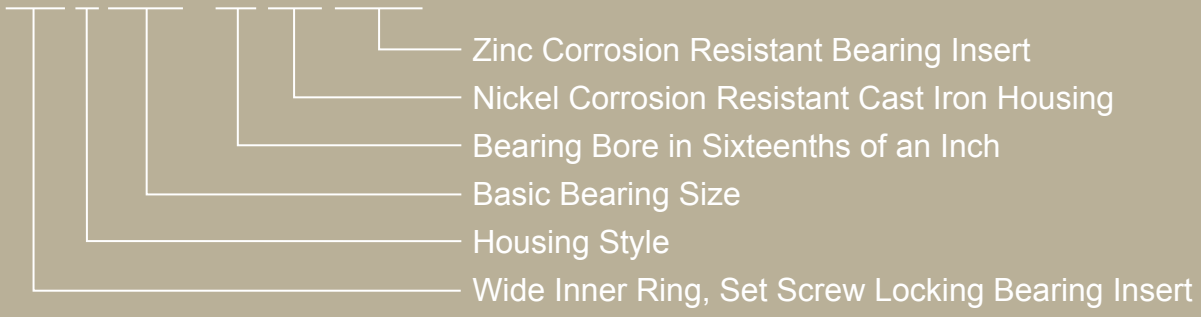 Zinc Corrosion Resistant Bearing Insert
Nickel Corrosion Resistant Cast Iron Housing
Bearing Bore in Sixteenths of an Inch
Basic Bearing Size
Housing Style
Wide Inner Ring, Set Screw Locking Bearing Insert